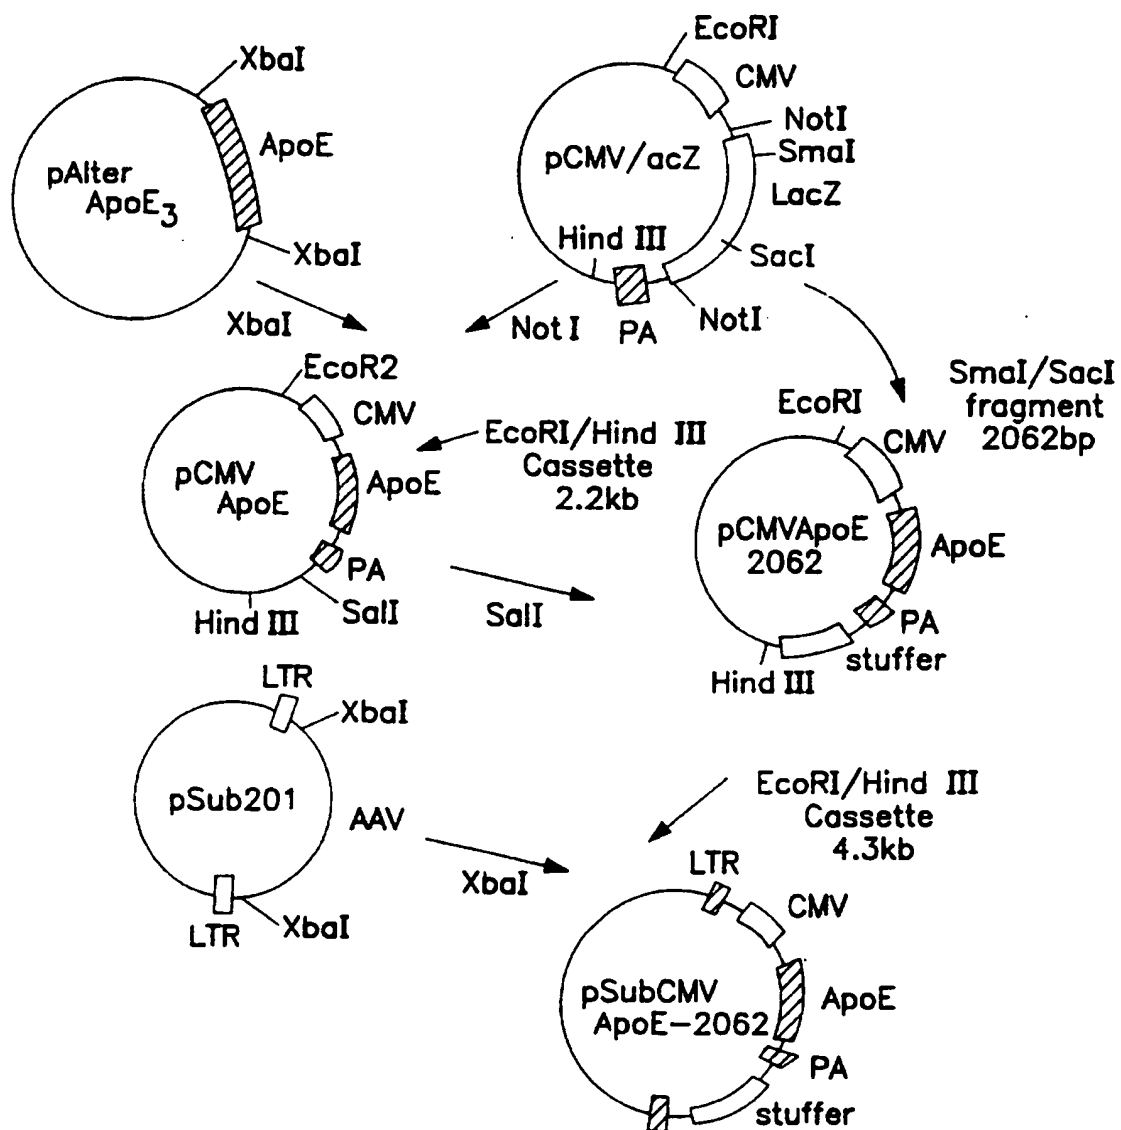 XbaI
ApoE
pAlter
ApoE3
XbaI
XbaI
EcoRI
CMV
NotI
SmaI
pCMV/acZ
LacZ
Hind III
SacI
NotI
PA
Not I
EcoR2
CMV
pCMV
ApoE
ApoE
PA
SalI
Hind III
EcoRI/Hind III
Cassette
2.2kb
SalI
SmaI/SacI
fragment
2062bp
EcoRI
CMV
pCMVApoE
2062
ApoE
PA
stuffer
Hind III
LTR
XbaI
pSub201
AAV
LTR
XbaI
XbaI
EcoRI/Hind III
Cassette
4.3kb
LTR
CMV
pSubCMV
ApoE-2062
ApoE
PA
stuffer